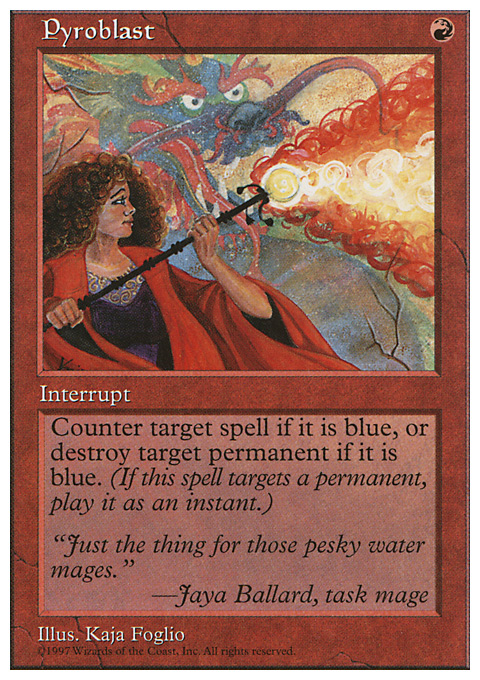 Pyroblast
Interrupt
Counter target spell if it is blue, or
destroy target permanent if it is
blue. (If this spell targets a permanent,
play it as an instant.)
“Just the thing for those pesky water
mages.”
—Jaya Ballard, task mage
Illus. Kaja Foglio
©1997 Wizards of the Coast, Inc. All rights reserved.